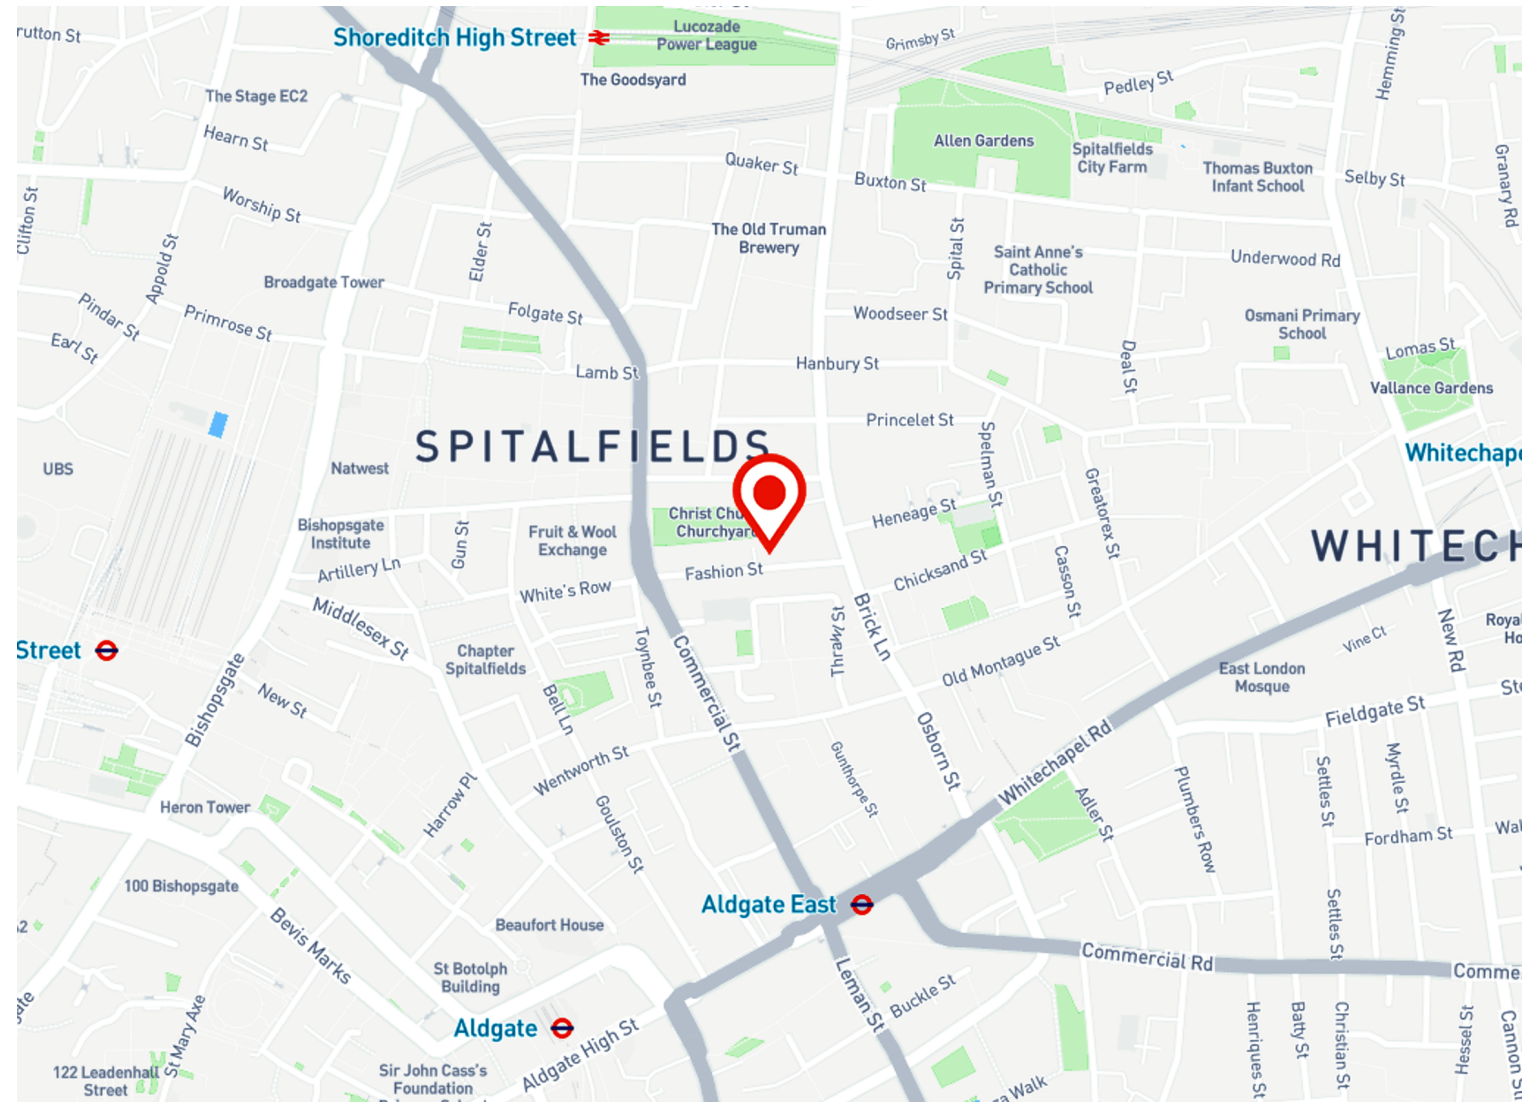 Shoreditch High Street
Lucozade
Power League
Grimsby St
Hemming St
The Goodsyard
Pedley St
The Stage EC2
Hearn St
Allen Gardens
Spitalfields
City Farm
Quaker St
Buxton St
Thomas Buxton
Infant School
Selby St
Granary Rd
Clifton St
Worship St
Appold St
Elder St
The Old Truman
Brewery
Spital St
Saint Anne's
Catholic
Primary School
Underwood Rd
Broadgate Tower
Pindar St
Primrose St
Folgate St
Woodseer St
Osmani Primary
School
Earl St
Lamb St
Hanbury St
Deal St
Lomas St
Vallance Gardens
Princelet St
SPITALFIELDS
Spelman St
UBS
Natwest
Greatorex St
Christ Chu
Churchyard
Heneage St
Bishopsgate
Institute
Gun St
Fruit & Wool
Exchange
WHITECH
Artillery Ln
Fashion St
White's Row
Chicksand St
Casson St
Middlesex St
Brick Ln
Thrawl St
New Rd
Vine Ct
Street
Chapter
Spitalfields
Toynbee St
Commercial St
Old Montague St
East London
Mosque
Bishopsgate
New St
Bell Ln
Osborn St
Fieldgate St
Wentworth St
Gunthorpe St
Whitechapel Rd
Settles St
Myrdle St
Heron Tower
Harrow Pl
Goulston St
Adler St
Plumbers Row
Fordham St
100 Bishopsgate
Aldgate East
Settles St
Bevis Marks
Beaufort House
Commercial Rd
St Botolph
Building
Leman St
Buckle St
St Mary Axe
Aldgate
Aldgate High St
Henriques St
Batty St
Christian St
Hessel St
122 Leadenhall
Street
Sir John Cass's
Foundation
Walk